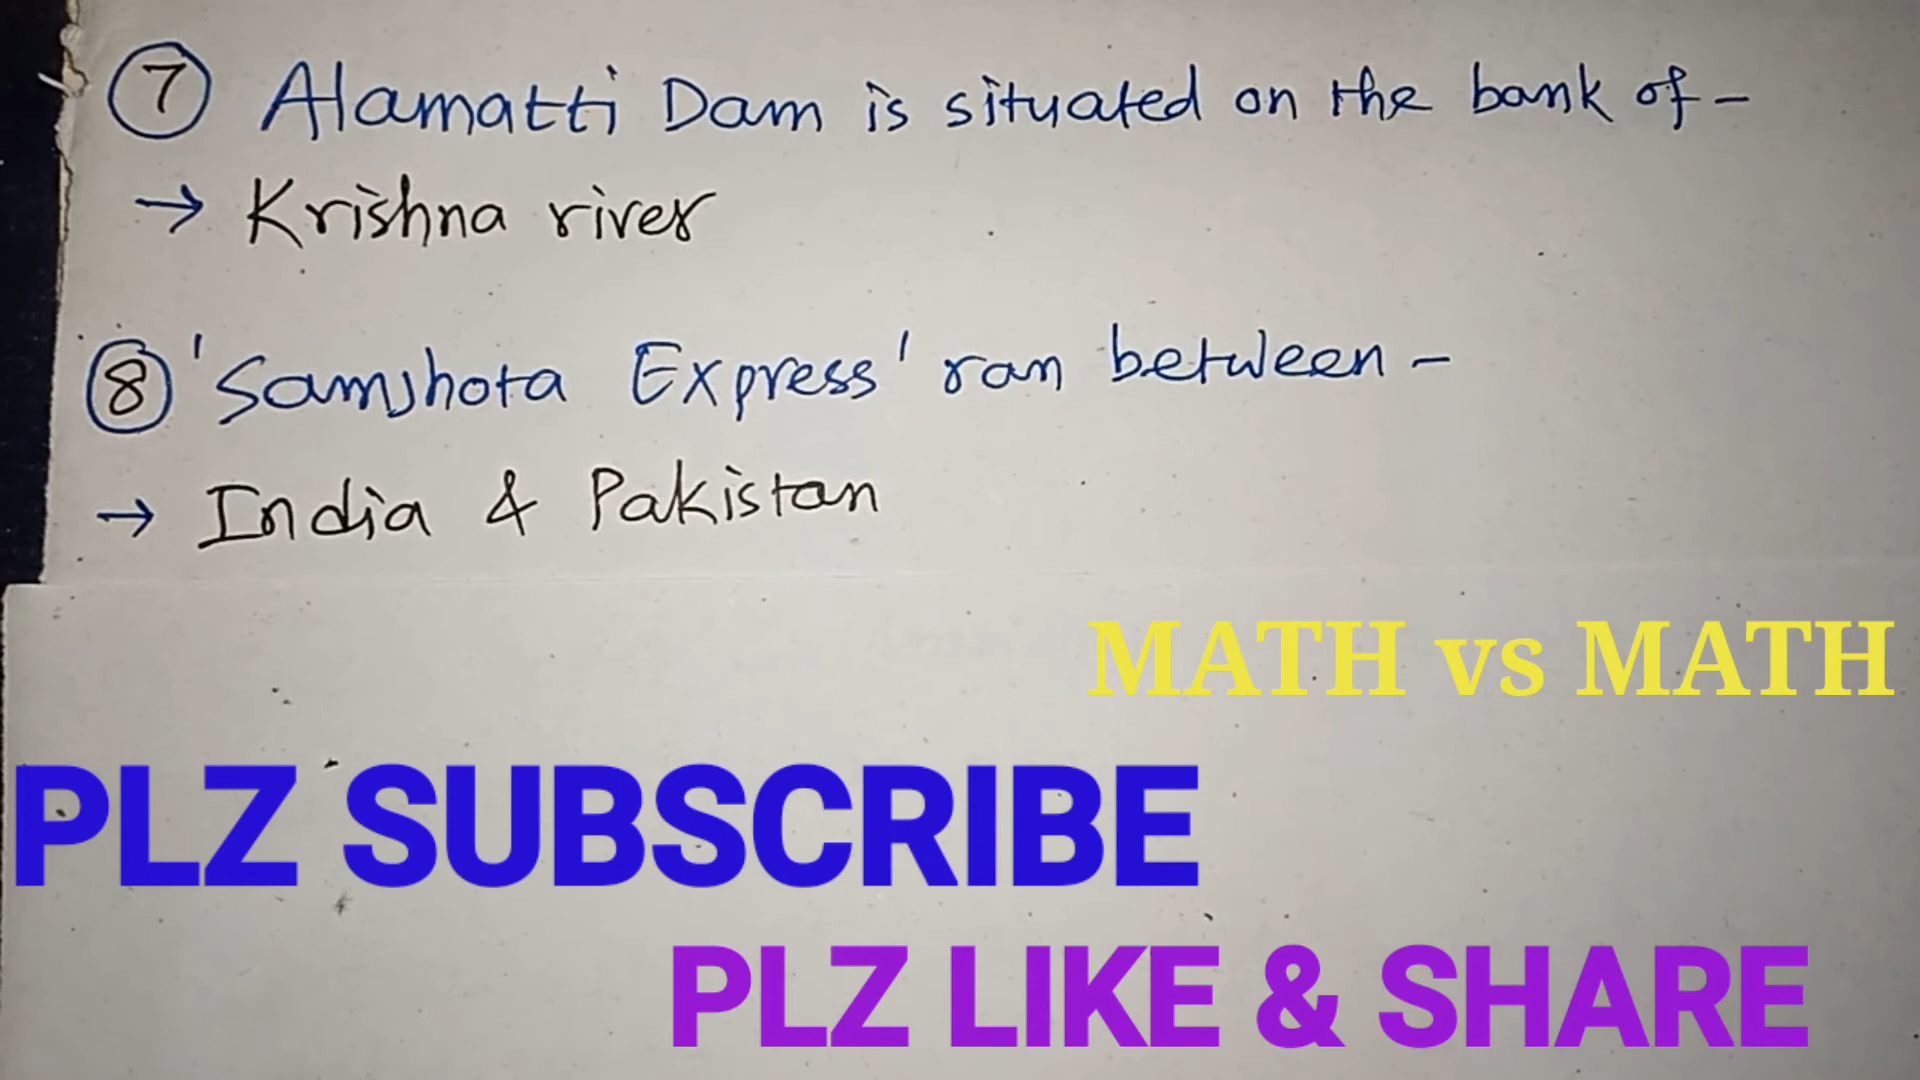 7 Alamatti Dam is situated on the bank of -
→ Krishna river
8 'Samjhota Express' ran between -
→ India & Pakistan
MATH vs MATH
PLZ SUBSCRIBE
PLZ LIKE & SHARE